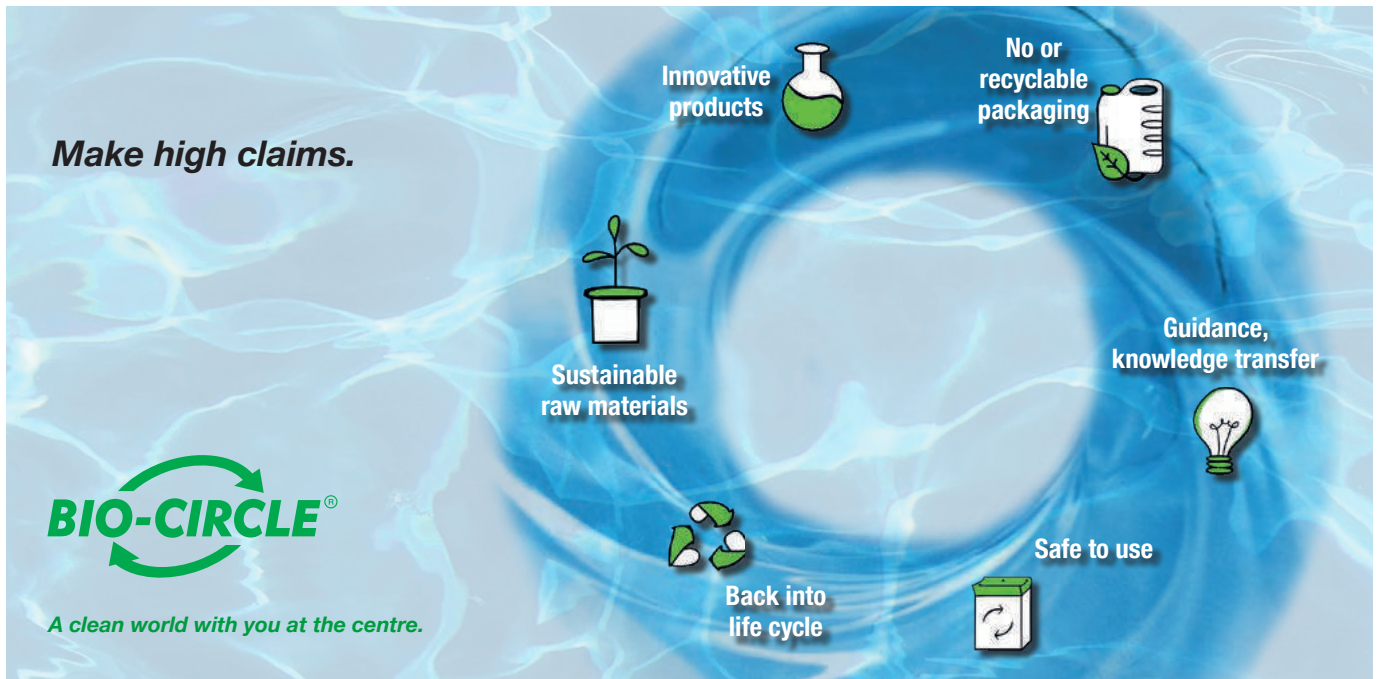 Make high claims.
Innovative
products
No or
recyclable
packaging
Guidance,
knowledge transfer
Safe to use
Back into
life cycle
Sustainable
raw materials
BIO-CIRCLE®
A clean world with you at the centre.